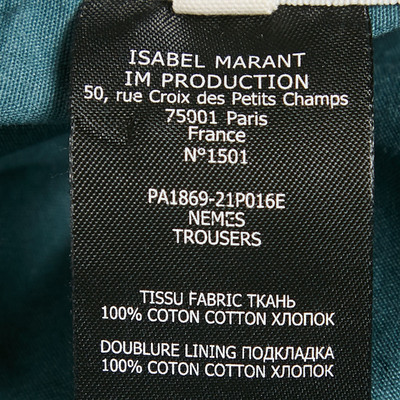 ISABEL MARANT
IM PRODUCTION
50, rue Croix des Petits Champs
75001 Paris
France
N°1501
PA1869-21P016E
NEMES
TROUSERS
TISSU FABRIC ТКАНЬ
100% COTON COTTON ХЛОПОК
DOUBLURE LINING ПОДКЛАДКА
100% COTON COTTON ХЛОПОК